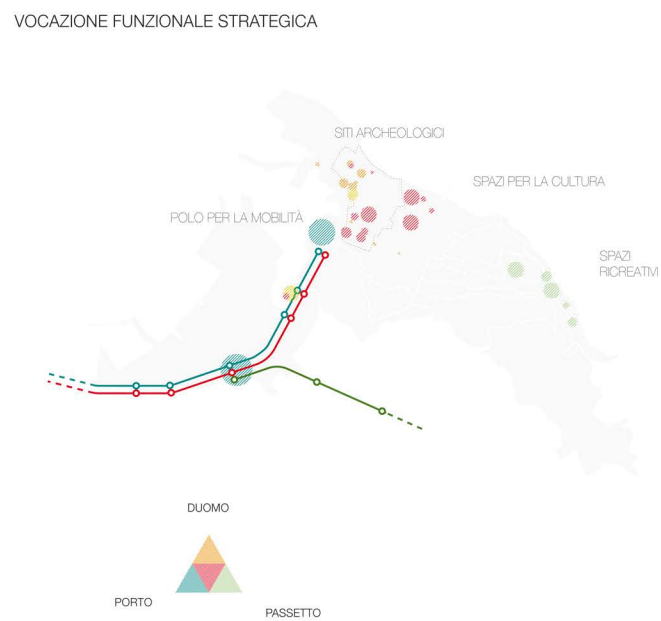 VOCAZIONE FUNZIONALE STRATEGICA
SITI ARCHEOLOGICI
SPAZI PER LA CULTURA
POLO PER LA MOBILITÀ
SPAZI
RICREATIVI
DUOMO
PORTO
PASSETTO